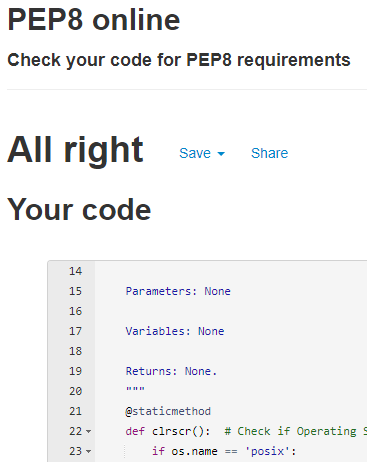 PEP8 online
Check your code for PEP8 requirements
All right Save Share
Your code
14
15 Parameters: None
16
17 Variables: None
18
19 Returns: None.
20 """
21 @staticmethod
22 def clrscr():  # Check if Operating
23 if os.name == 'posix':